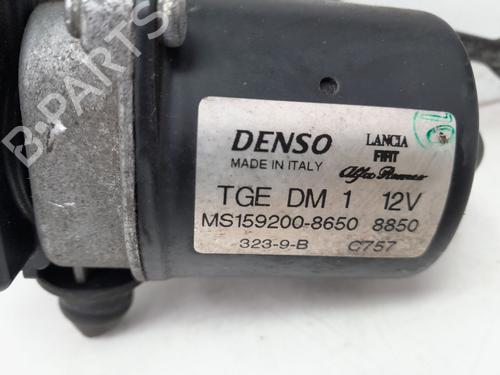 B-PARTS
DENSO
MADE IN ITALY
LANCIA
FIAT
Alfa Romeo
TGE DM 1 12V
MS159200-8650 8850
323-9-B C757